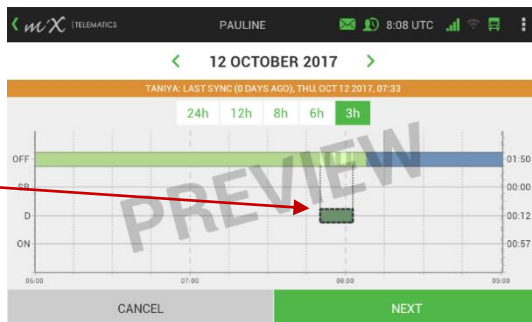 mix TELEMATICS PAULINE 8:08 UTC
12 OCTOBER 2017
TANIYA: LAST SYNC (0 DAYS AGO), THU, OCT 12 2017, 07:33
24h 12h 8h 6h 3h
PREVIEW
OFF 01:50
SB 00:00
D 00:12
ON 00:57
06:00 07:00 08:00 09:00
CANCEL NEXT